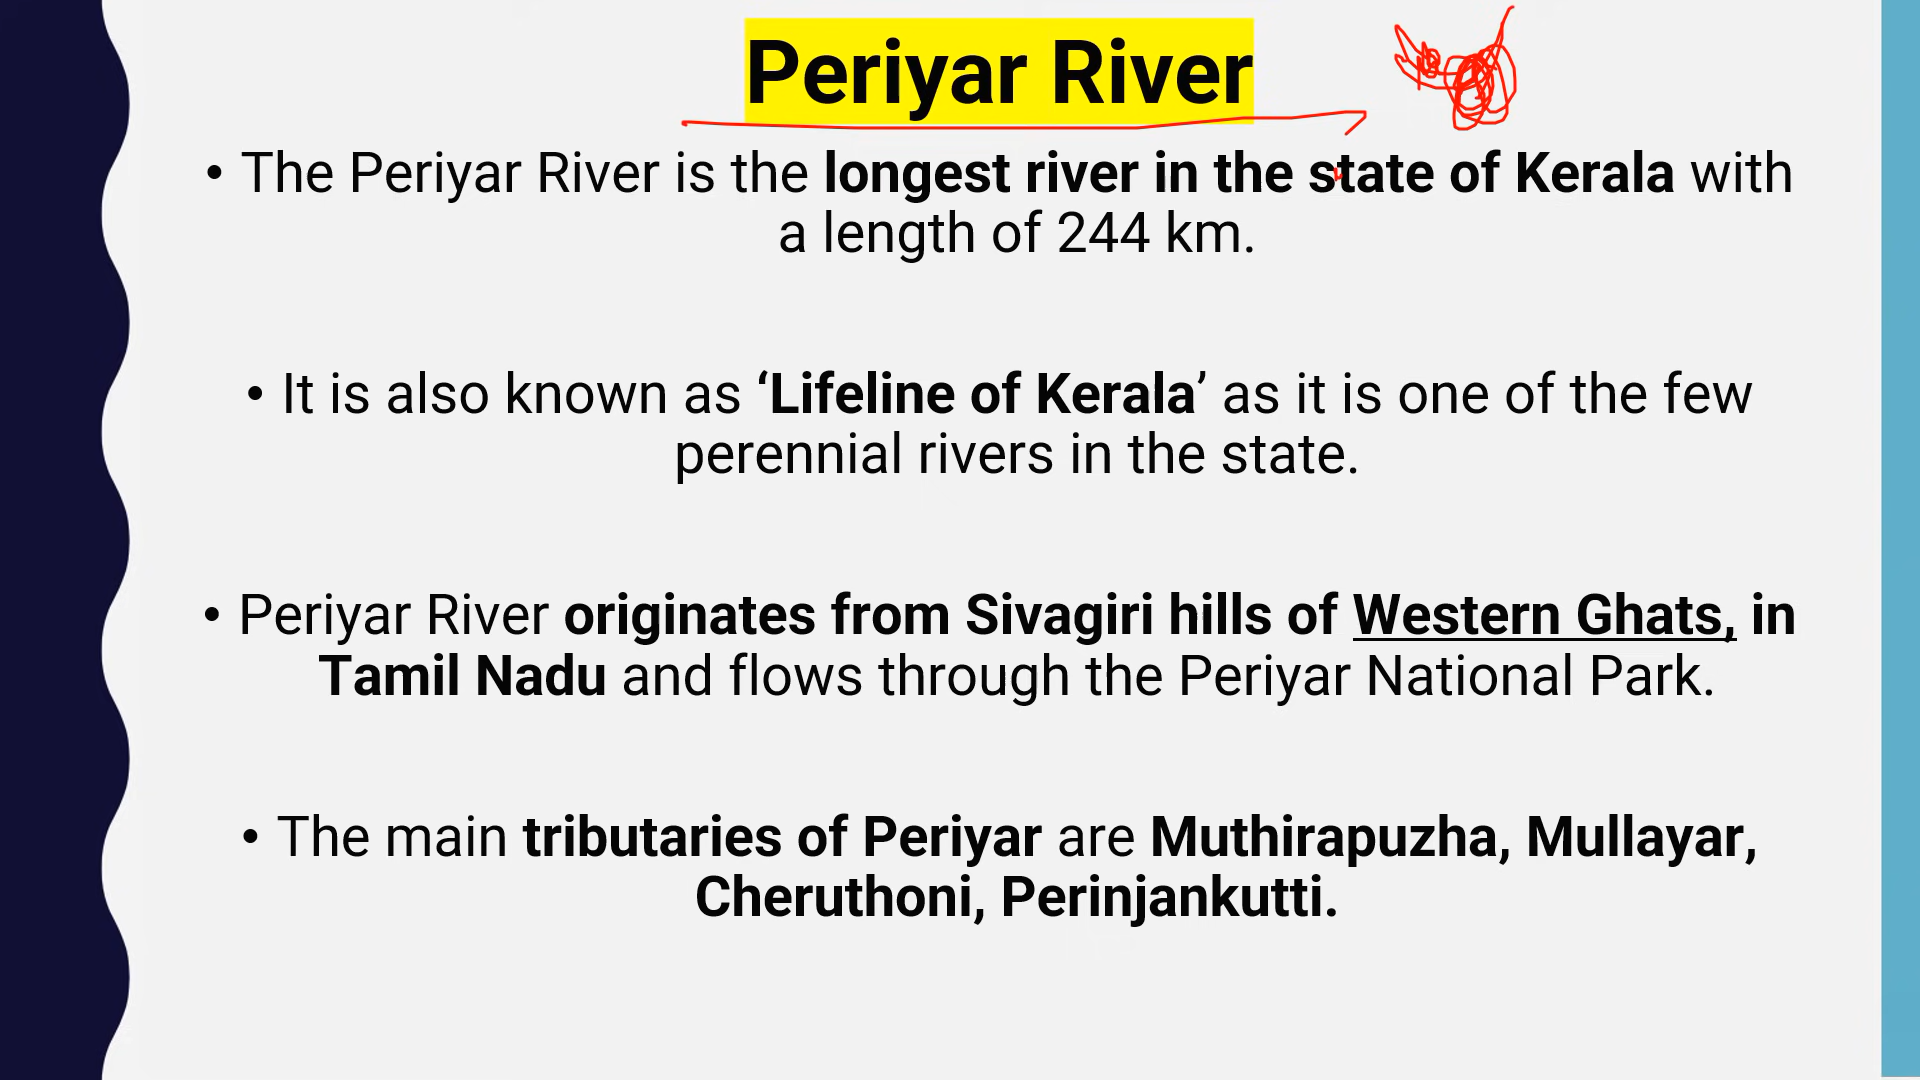 Periyar River
• The Periyar River is the longest river in the state of Kerala with
a length of 244 km.
• It is also known as ‘Lifeline of Kerala’ as it is one of the few
perennial rivers in the state.
• Periyar River originates from Sivagiri hills of Western Ghats, in
Tamil Nadu and flows through the Periyar National Park.
• The main tributaries of Periyar are Muthirapuzha, Mullayar,
Cheruthoni, Perinjankutti.